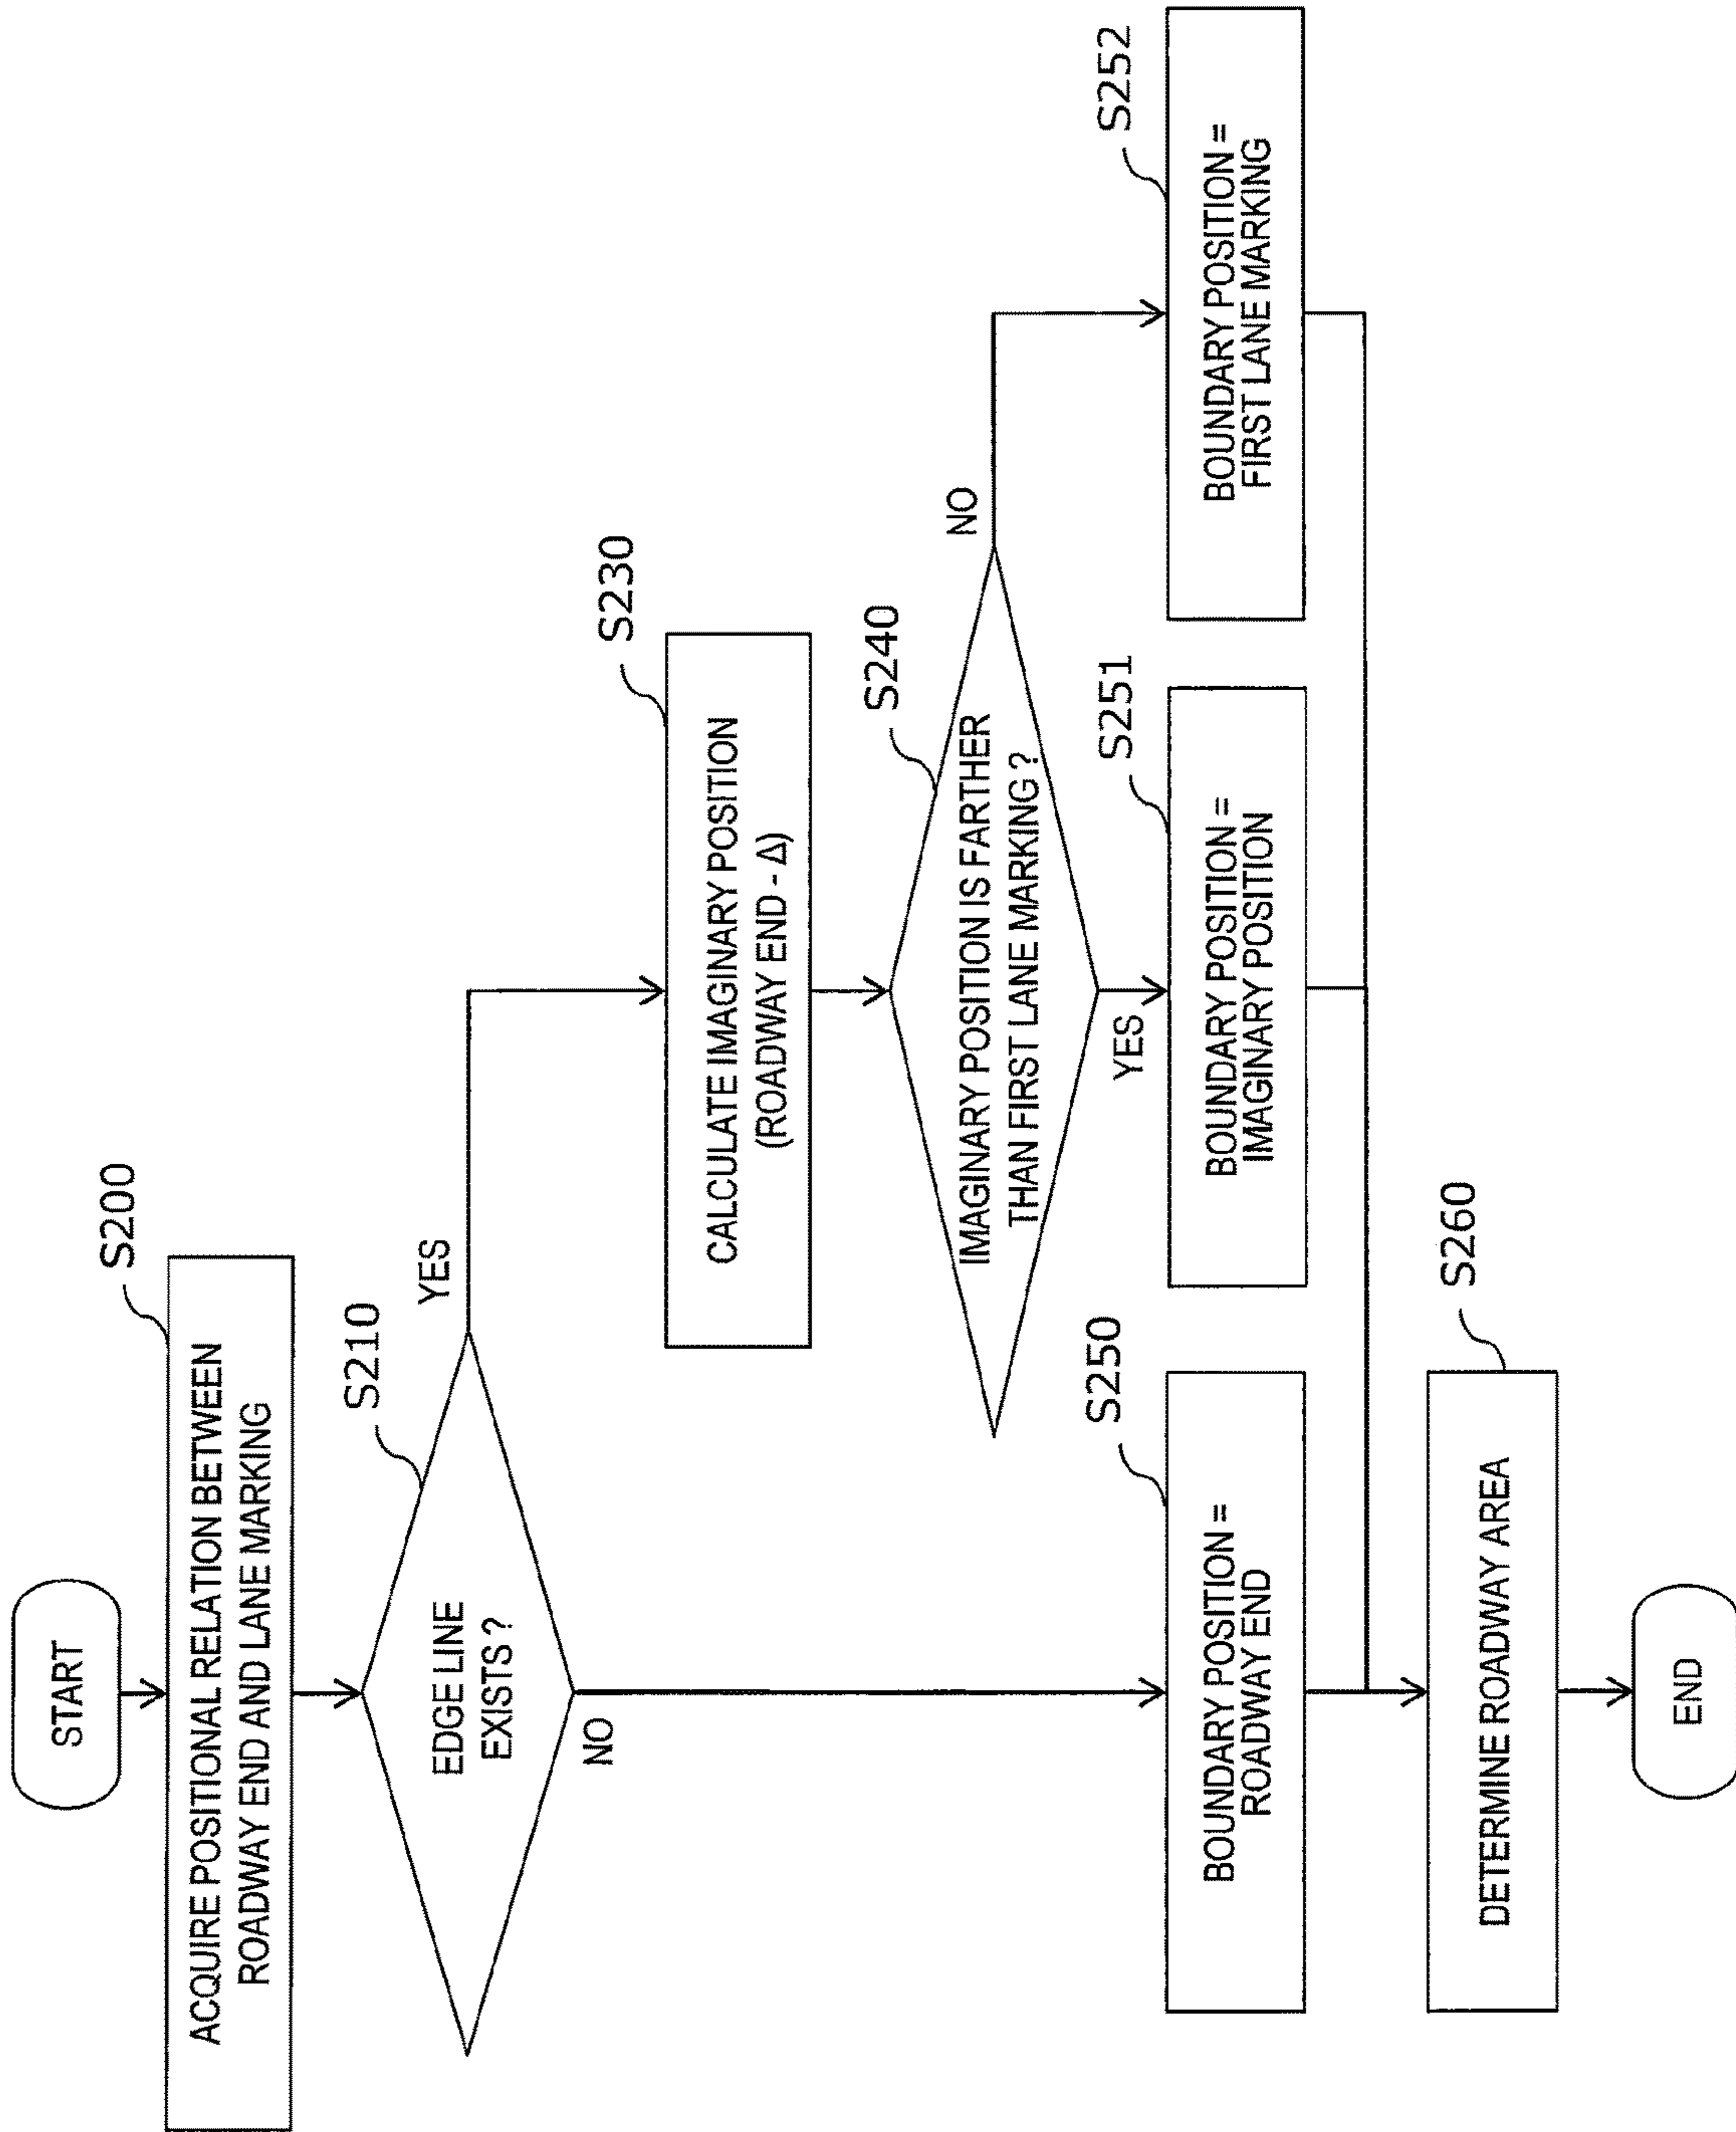 START
S200
ACQUIRE POSITIONAL RELATION BETWEEN
ROADWAY END AND LANE MARKING
S210
EDGE LINE
EXISTS?
YES
NO
S230
CALCULATE IMAGINARY POSITION
(ROADWAY END - Δ)
S240
IMAGINARY POSITION IS FARTHER
THAN FIRST LANE MARKING?
NO
YES
S250
BOUNDARY POSITION =
ROADWAY END
S251
BOUNDARY POSITION =
IMAGINARY POSITION
S252
BOUNDARY POSITION =
FIRST LANE MARKING
S260
DETERMINE ROADWAY AREA
END